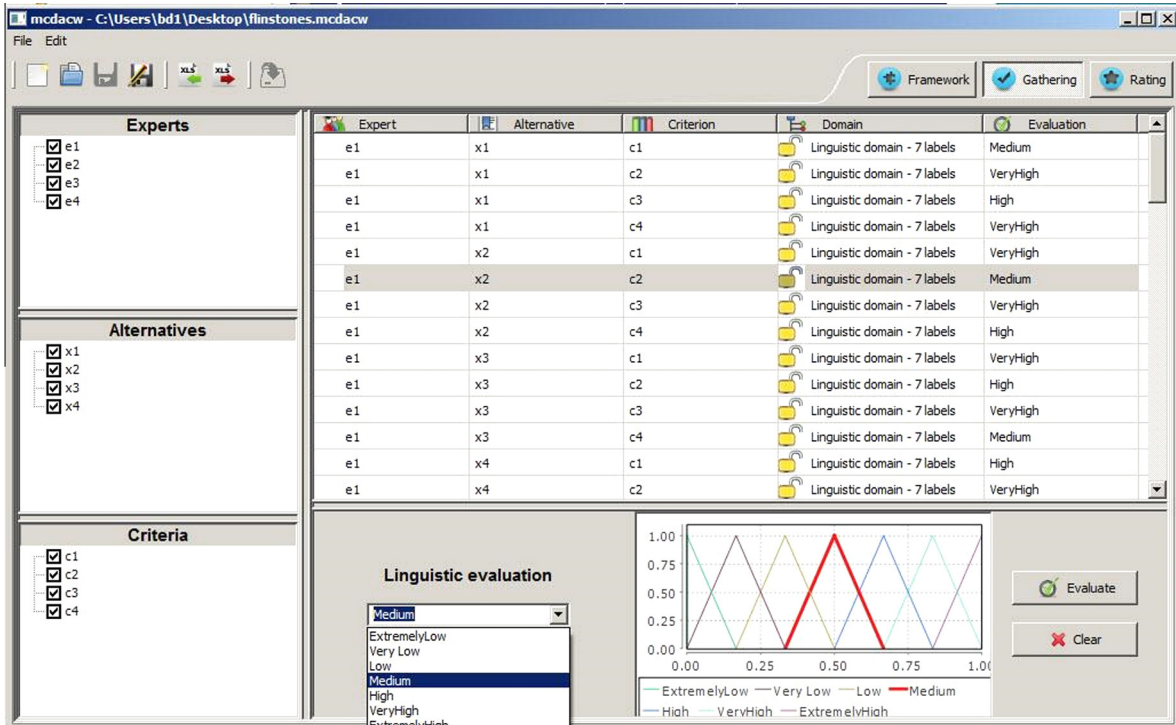 mcdacw - C:\Users\bd1\Desktop\flinstones.mcdacw
File Edit
XLS XLS
Framework Gathering Rating
Experts
e1
e2
e3
e4
Alternatives
x1
x2
x3
x4
Criteria
c1
c2
c3
c4
Expert Alternative Criterion Domain Evaluation
e1 x1 c1 Linguistic domain - 7 labels Medium
e1 x1 c2 Linguistic domain - 7 labels VeryHigh
e1 x1 c3 Linguistic domain - 7 labels High
e1 x1 c4 Linguistic domain - 7 labels VeryHigh
e1 x2 c1 Linguistic domain - 7 labels VeryHigh
e1 x2 c2 Linguistic domain - 7 labels Medium
e1 x2 c3 Linguistic domain - 7 labels VeryHigh
e1 x2 c4 Linguistic domain - 7 labels High
e1 x3 c1 Linguistic domain - 7 labels VeryHigh
e1 x3 c2 Linguistic domain - 7 labels High
e1 x3 c3 Linguistic domain - 7 labels VeryHigh
e1 x3 c4 Linguistic domain - 7 labels Medium
e1 x4 c1 Linguistic domain - 7 labels High
e1 x4 c2 Linguistic domain - 7 labels VeryHigh
Linguistic evaluation
Medium
ExtremelyLow
Very Low
Low
Medium
High
VeryHigh
ExtremelyHigh
1.00
0.75
0.50
0.25
0.00
0.00 0.25 0.50 0.75 1.00
ExtremelyLow Very Low Low Medium
High VeryHigh ExtremelyHigh
Evaluate
Clear